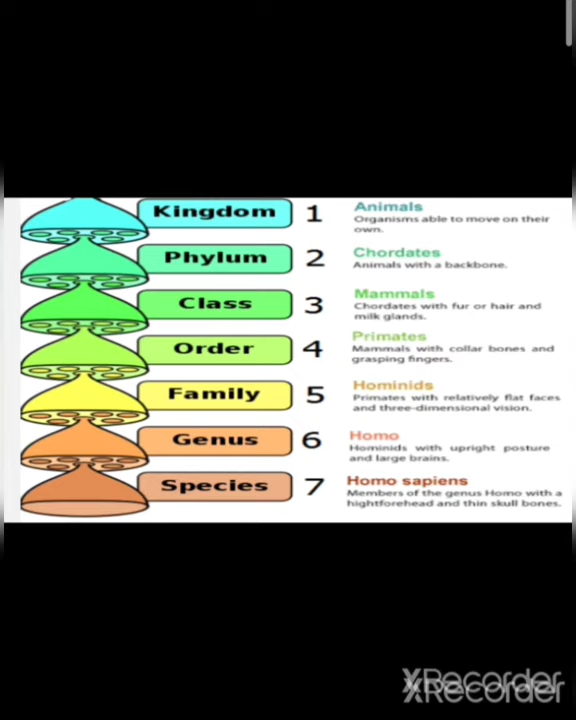 Kingdom 1 Animals
Organisms able to move on their
own.
Phylum 2 Chordates
Animals with a backbone.
Class 3 Mammals
Chordates with fur or hair and
milk glands.
Order 4 Primates
Mammals with collar bones and
grasping fingers.
Family 5 Hominids
Primates with relatively flat faces
and three-dimensional vision.
Genus 6 Homo
Hominids with upright posture
and large brains.
Species 7 Homo sapiens
Members of the genus Homo with a
hightforehead and thin skull bones.
XRecorder
XRecorder